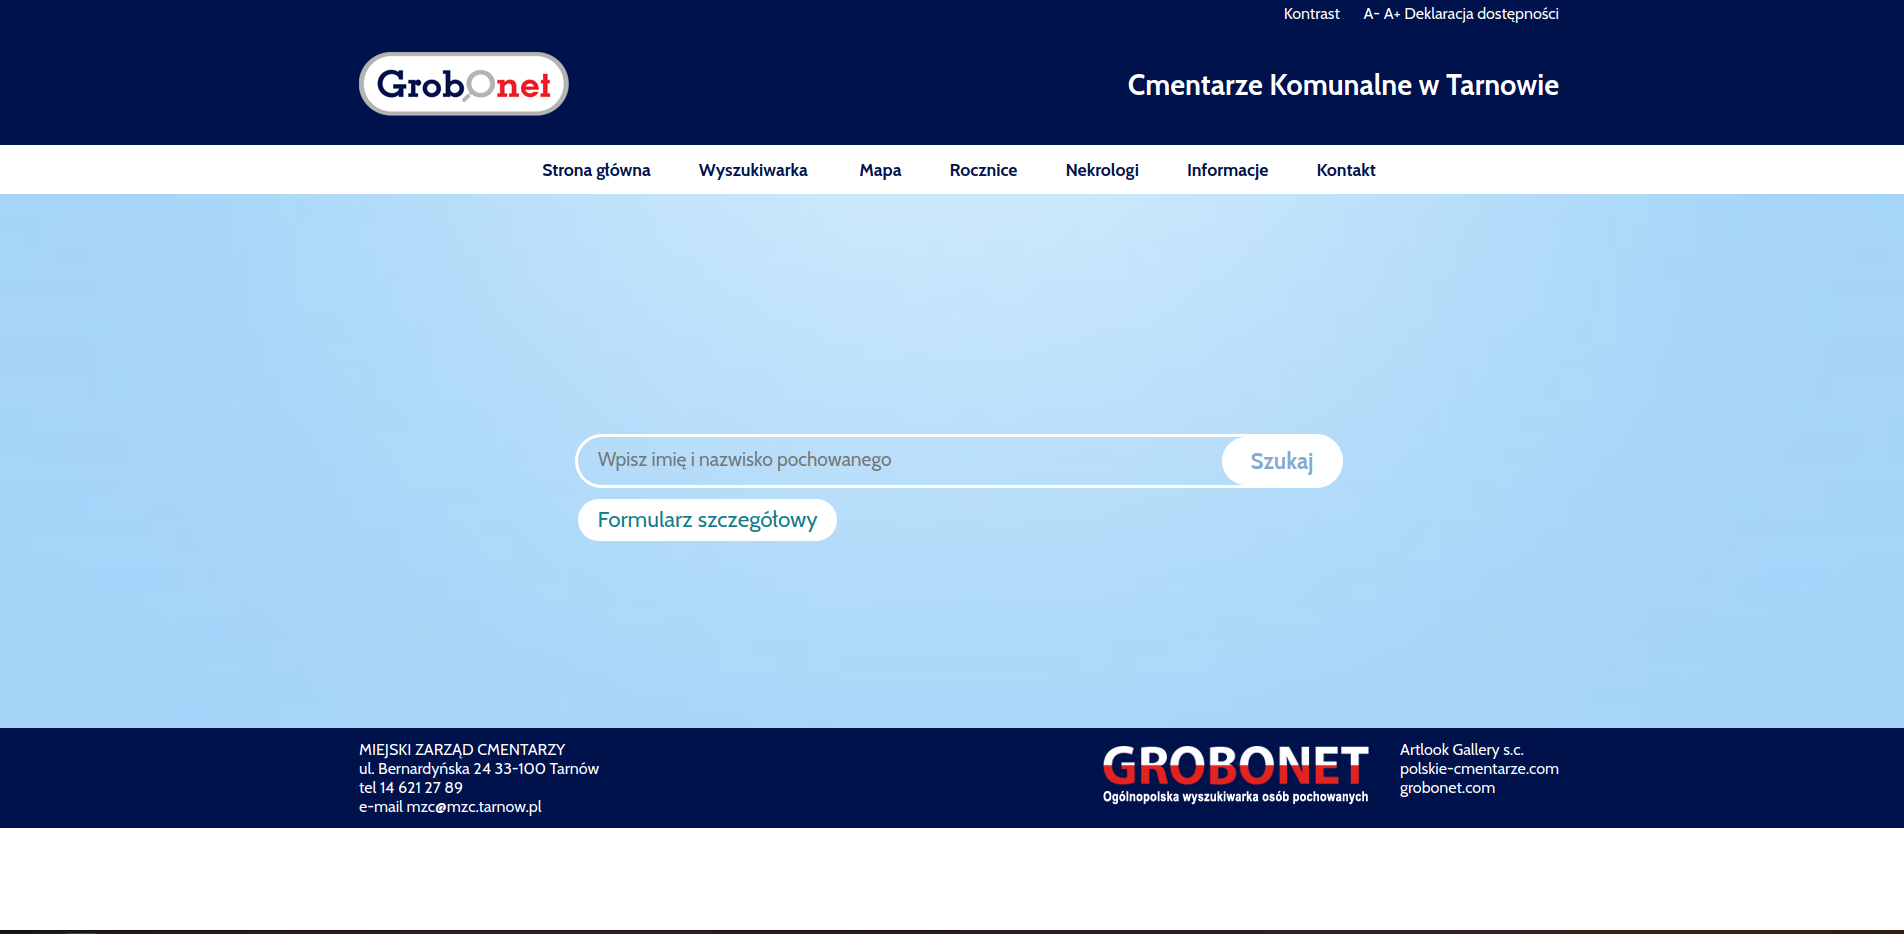 Kontrast A- A+ Deklaracja dostępności
GrobOnet
Cmentarze Komunalne w Tarnowie
Strona główna Wyszukiwarka Mapa Rocznice Nekrologi Informacje Kontakt
Wpisz imię i nazwisko pochowanego
Szukaj
Formularz szczegółowy
MIEJSKI ZARZĄD CMENTARZY
ul. Bernardyńska 24 33-100 Tarnów
tel 14 621 27 89
e-mail mzc@mzc.tarnow.pl
GROBONET
Ogólnopolska wyszukiwarka osób pochowanych
Artlook Gallery s.c.
polskie-cmentarze.com
grobonet.com